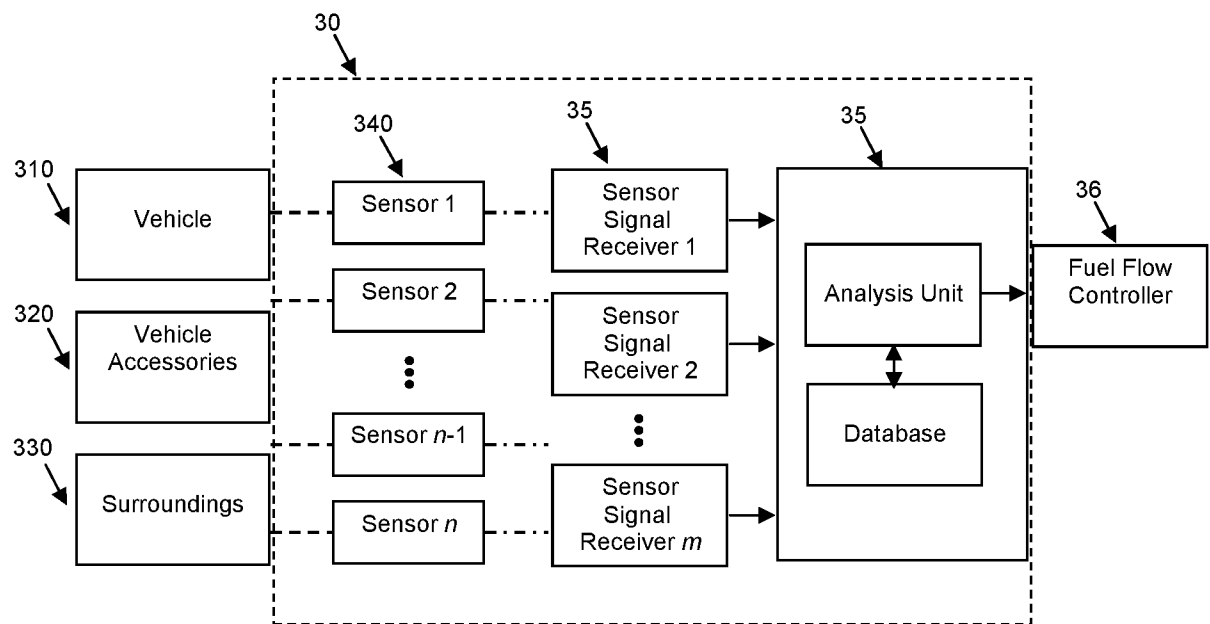 30
310
340
35
35
36
Vehicle
Sensor 1
Sensor
Signal
Receiver 1
Fuel Flow
Controller
320
Vehicle
Accessories
Sensor 2
Sensor
Signal
Receiver 2
Analysis Unit
330
Surroundings
Sensor n-1
Sensor n
Sensor
Signal
Receiver m
Database